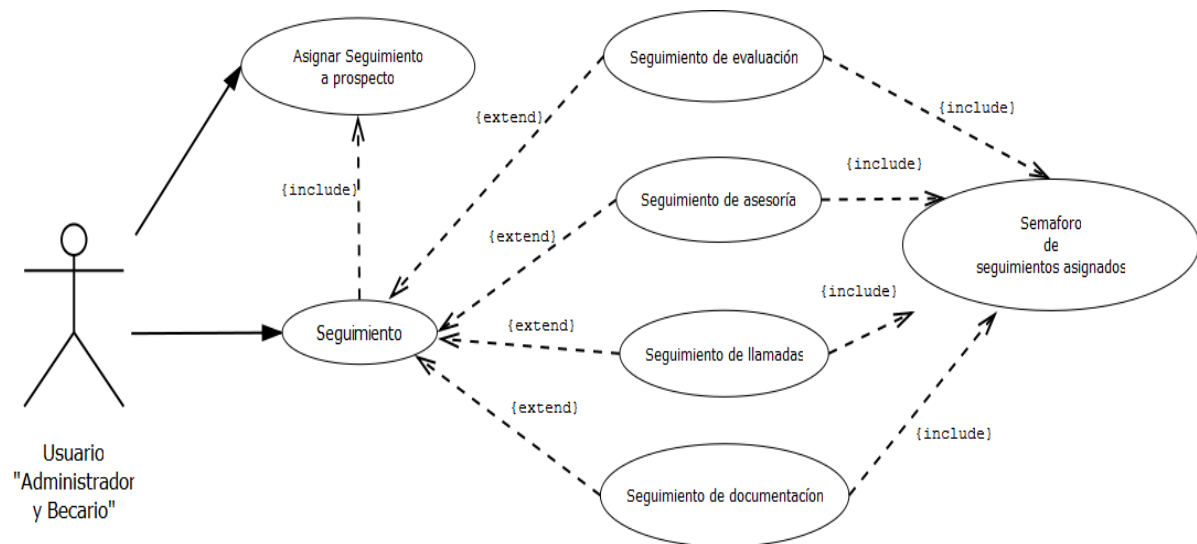 Asignar Seguimiento
a prospecto
Seguimiento de evaluación
{extend}
{include}
{include}
{include}
Seguimiento de asesoría
{extend}
Semaforo
de
seguimientos asignados
{include}
Seguimiento
{extend}
Seguimiento de llamadas
{extend}
{include}
Usuario
"Administrador
y Becario"
Seguimiento de documentacíon